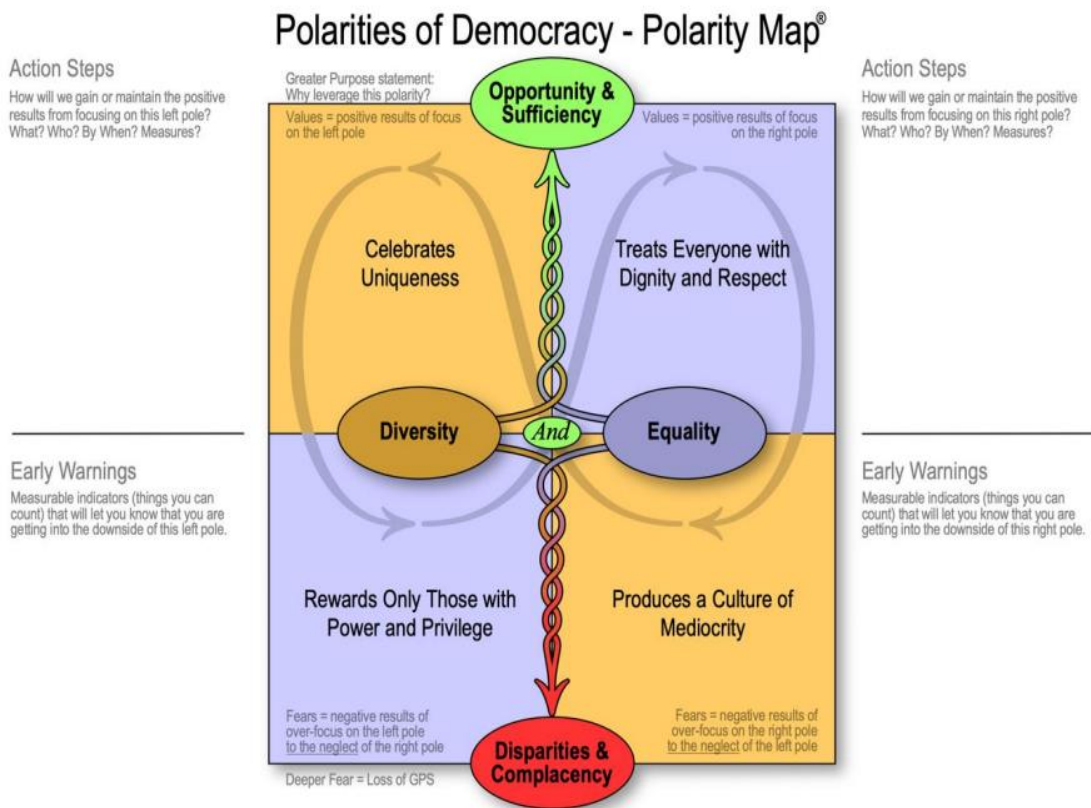 Polarities of Democracy - Polarity Map®
Action Steps
How will we gain or maintain the positive
results from focusing on this left pole?
What? Who? By When? Measures?
Greater Purpose statement:
Why leverage this polarity?
Values = positive results of focus
on the left pole
Opportunity &
Sufficiency
Values = positive results of focus
on the right pole
Action Steps
How will we gain or maintain the positive
results from focusing on this right pole?
What? Who? By When? Measures?
Celebrates
Uniqueness
Treats Everyone with
Dignity and Respect
Diversity
And
Equality
Early Warnings
Measurable indicators (things you can
count) that will let you know that you are
getting into the downside of this left pole.
Early Warnings
Measurable indicators (things you can
count) that will let you know that you are
getting into the downside of this right pole.
Rewards Only Those with
Power and Privilege
Produces a Culture of
Mediocrity
Fears = negative results of
over-focus on the left pole
to the neglect of the right pole
Fears = negative results of
over-focus on the right pole
to the neglect of the left pole
Disparities &
Complacency
Deeper Fear = Loss of GPS